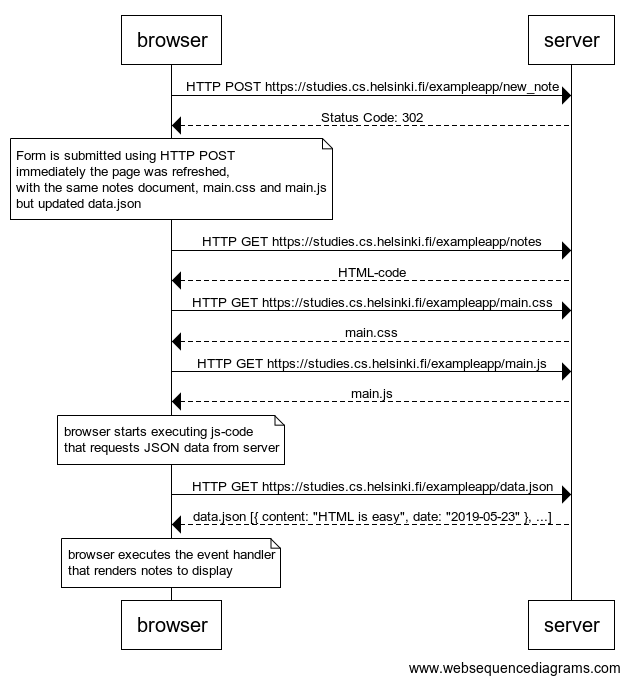 browser
server
HTTP POST https://studies.cs.helsinki.fi/exampleapp/new_note
Status Code: 302
Form is submitted using HTTP POST
immediately the page was refreshed,
with the same notes document, main.css and main.js
but updated data.json
HTTP GET https://studies.cs.helsinki.fi/exampleapp/notes
HTML-code
HTTP GET https://studies.cs.helsinki.fi/exampleapp/main.css
main.css
HTTP GET https://studies.cs.helsinki.fi/exampleapp/main.js
main.js
browser starts executing js-code
that requests JSON data from server
HTTP GET https://studies.cs.helsinki.fi/exampleapp/data.json
data.json [{ content: "HTML is easy", date: "2019-05-23" }, ...]
browser executes the event handler
that renders notes to display
browser
server
www.websequencediagrams.com